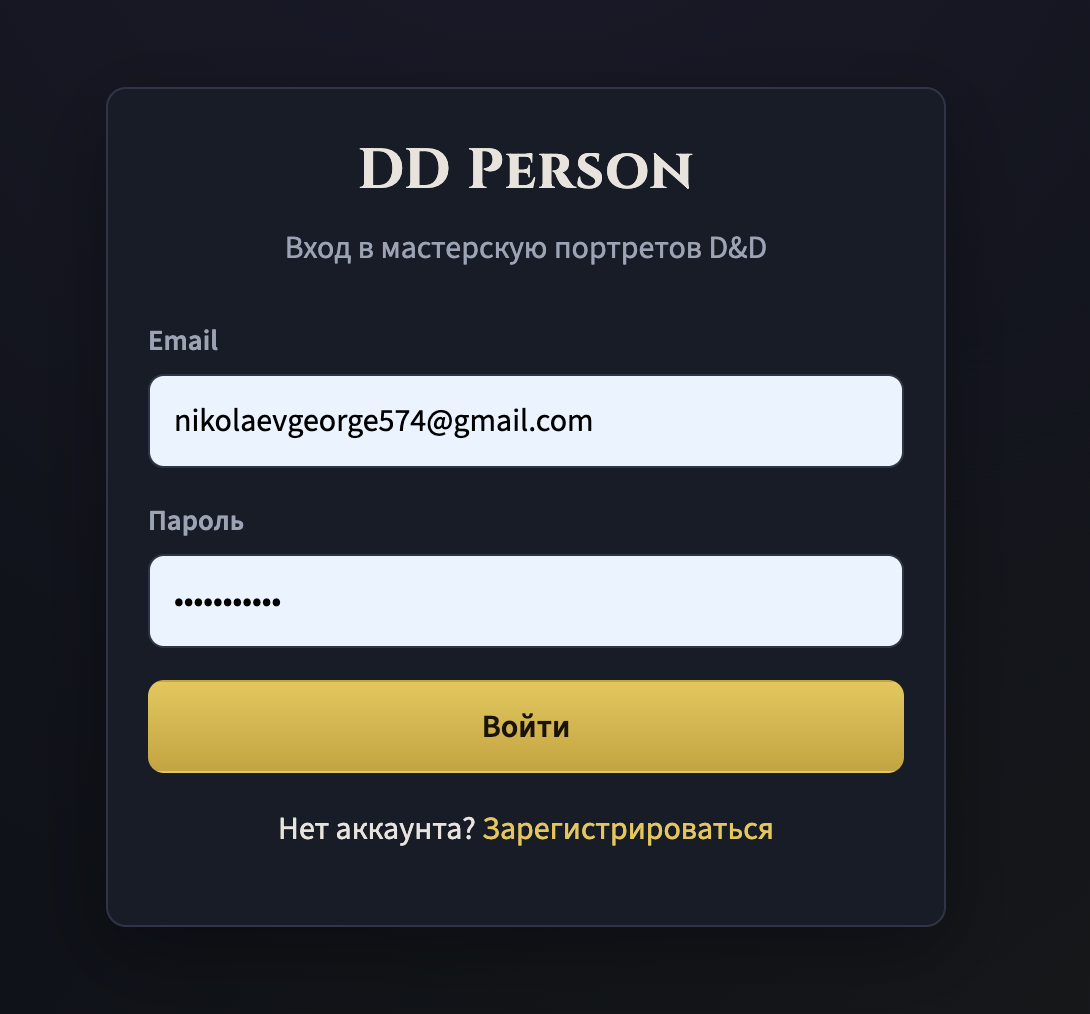 DD Person
Вход в мастерскую портретов D&D
Email
nikolaevgeorge574@gmail.com
Пароль
•••••••••••
Войти
Нет аккаунта? Зарегистрироваться